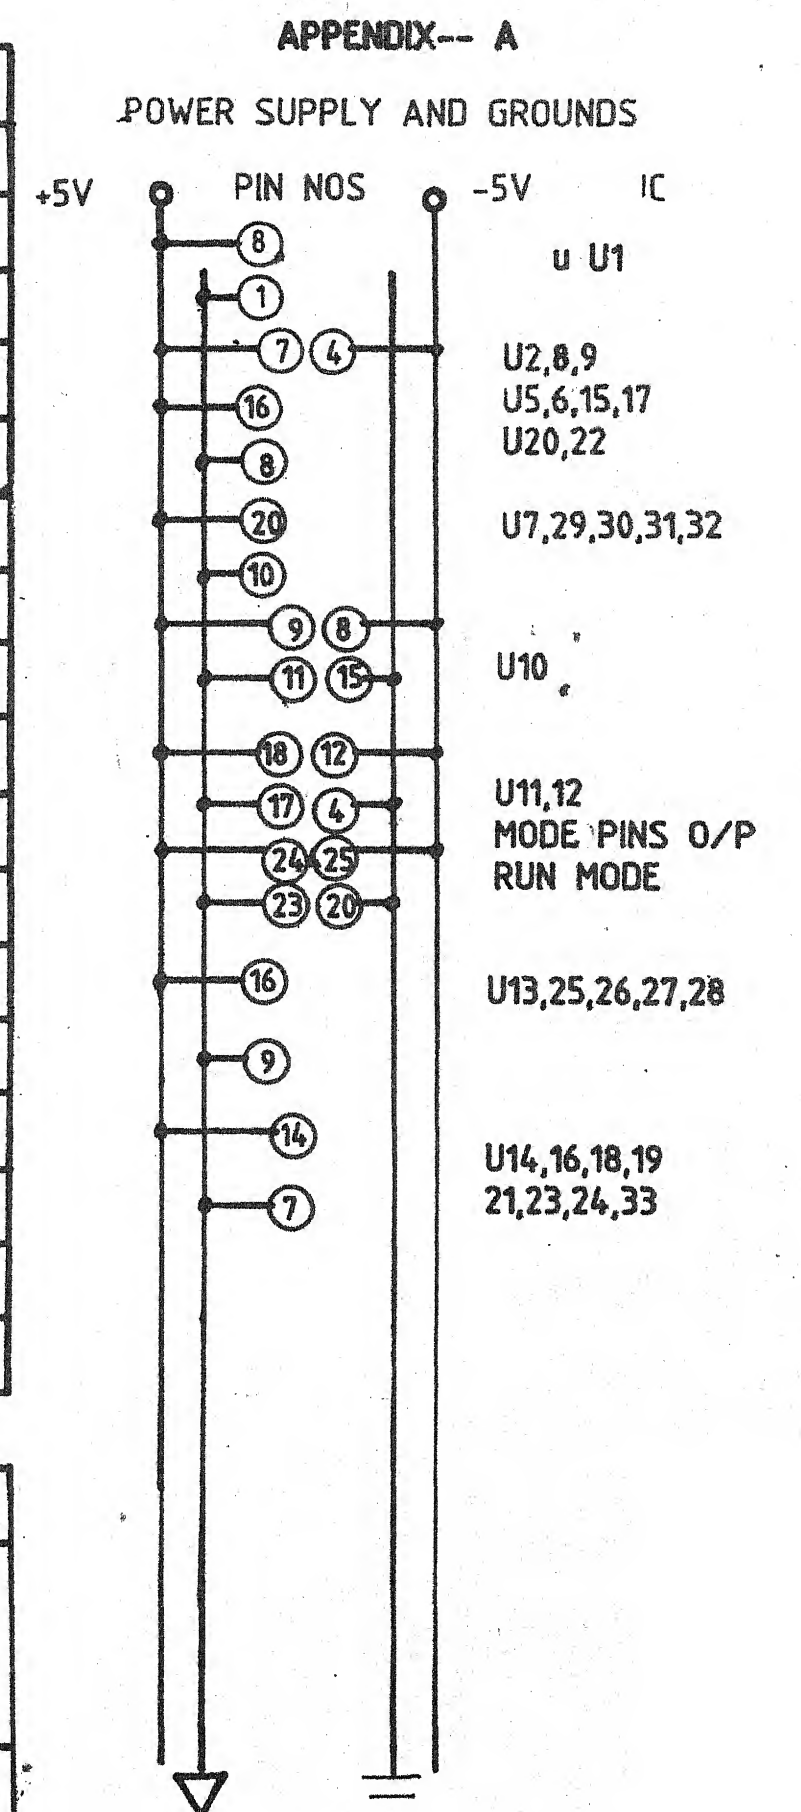 APPENDIX-- A
POWER SUPPLY AND GROUNDS
+5V PIN NOS -5V IC
8
u U1
1
7 4
U2,8,9
16
U5,6,15,17
U20,22
8
20
U7,29,30,31,32
10
9 8
11 15
U10
18 12
17 4
U11,12
MODE PINS O/P
24 25
RUN MODE
23 20
16
U13,25,26,27,28
9
14
U14,16,18,19
7
21,23,24,33